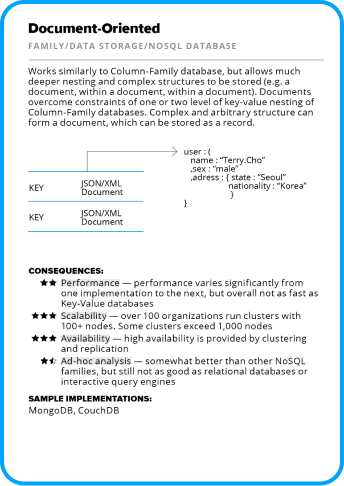 Document-Oriented
FAMILY/DATA STORAGE/NOSQL DATABASE
Works similarly to Column-Family database, but allows much
deeper nesting and complex structures to be stored (e.g. a
document, within a document, within a document). Documents
overcome constraints of one or two level of key-value nesting of
Column-Family databases. Complex and arbitrary structure can
form a document, which can be stored as a record.
KEY
JSON/XML
Document
KEY
JSON/XML
Document
user : (
name : “Terry.Cho”
,sex : “male”
,adress : { state : “Seoul”
nationality : “Korea”
}
}
CONSEQUENCES:
★★ Performance — performance varies significantly from
one implementation to the next, but overall not as fast as
Key-Value databases
★★★ Scalability — over 100 organizations run clusters with
100+ nodes. Some clusters exceed 1,000 nodes
★★★ Availability — high availability is provided by clustering
and replication
★⯨ Ad-hoc analysis — somewhat better than other NoSQL
families, but still not as good as relational databases or
interactive query engines
SAMPLE IMPLEMENTATIONS:
MongoDB, CouchDB